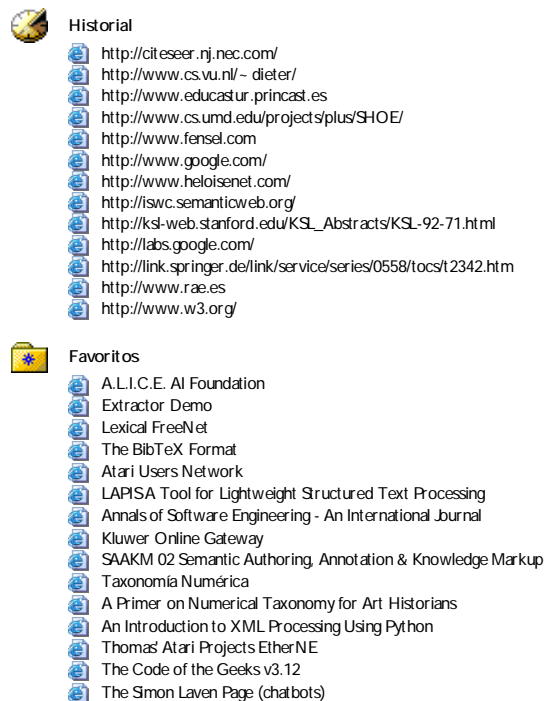 Historial
http://citeseer.nj.nec.com/
http://www.cs.vu.nl/~dieter/
http://www.educastur.princast.es
http://www.cs.umd.edu/projects/plus/SHOE/
http://www.fensel.com
http://www.google.com/
http://www.heloisenet.com/
http://iswc.semanticweb.org/
http://ksl-web.stanford.edu/KSL_Abstracts/KSL-92-71.html
http://labs.google.com/
http://link.springer.de/link/service/series/0558/tocs/t2342.htm
http://www.rae.es
http://www.w3.org/
Favoritos
A.L.I.C.E. AI Foundation
Extractor Demo
Lexical FreeNet
The BibTeX Format
Atari Users Network
LAPIS A Tool for Lightweight Structured Text Processing
Annals of Software Engineering - An International Journal
Kluwer Online Gateway
SAAKM 02 Semantic Authoring, Annotation & Knowledge Markup
Taxonomía Numérica
A Primer on Numerical Taxonomy for Art Historians
An Introduction to XML Processing Using Python
Thomas' Atari Projects EtherNE
The Code of the Geeks v3.12
The Simon Laven Page (chatbots)